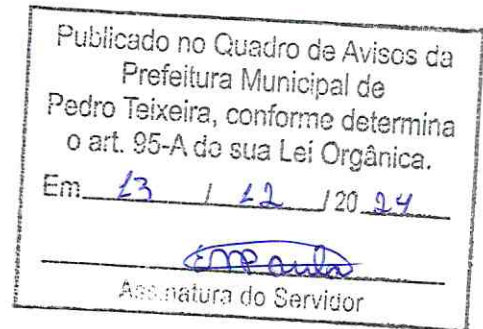 Publicado no Quadro de Avisos da
Prefeitura Municipal de
Pedro Teixeira, conforme determina
o art. 95-A do sua Lei Orgânica.
Em 13 / 12 / 20 24
Assinatura do Servidor